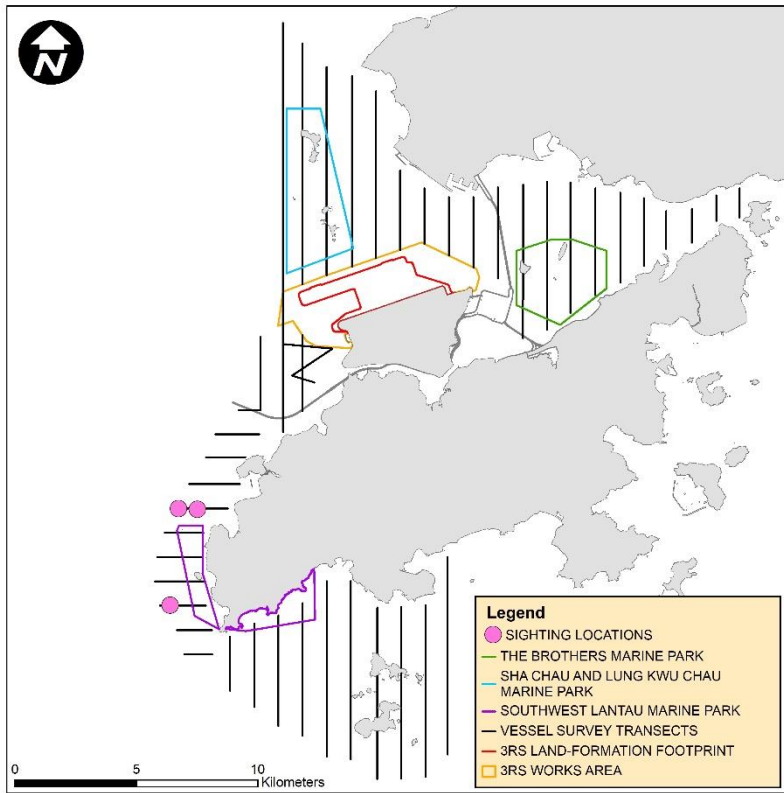 N
Legend
SIGHTING LOCATIONS
THE BROTHERS MARINE PARK
SHA CHAU AND LUNG KWU CHAU
MARINE PARK
SOUTHWEST LANTAU MARINE PARK
VESSEL SURVEY TRANSECTS
3RS LAND-FORMATION FOOTPRINT
3RS WORKS AREA
0 5 10
Kilometers